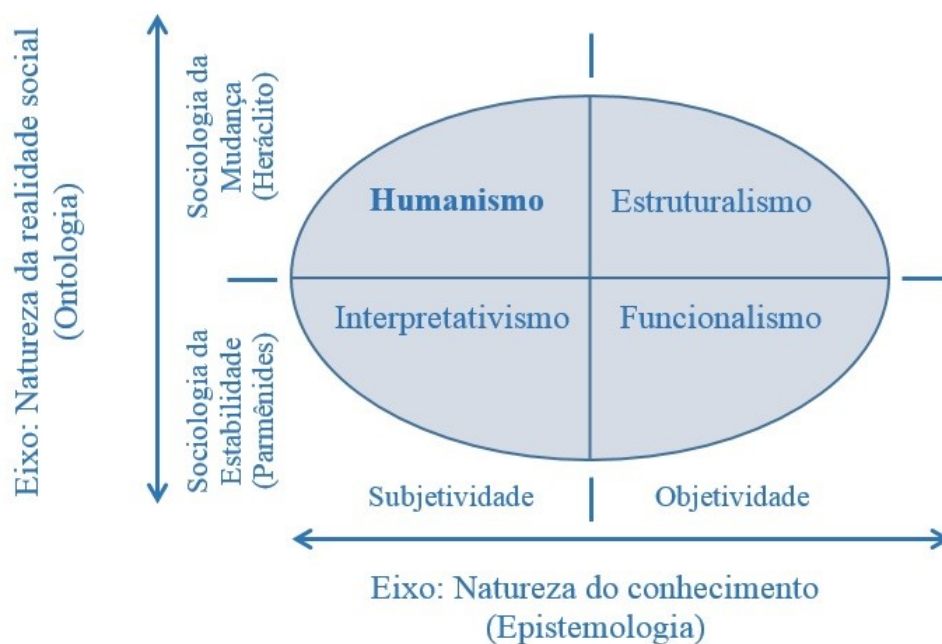 Eixo: Natureza da realidade social
(Ontologia)
Sociologia da
Mudança
(Heráclito)
Sociologia da
Estabilidade
(Parmênides)
Humanismo
Estruturalismo
Interpretativismo
Funcionalismo
Subjetividade
Objetividade
Eixo: Natureza do conhecimento
(Epistemologia)